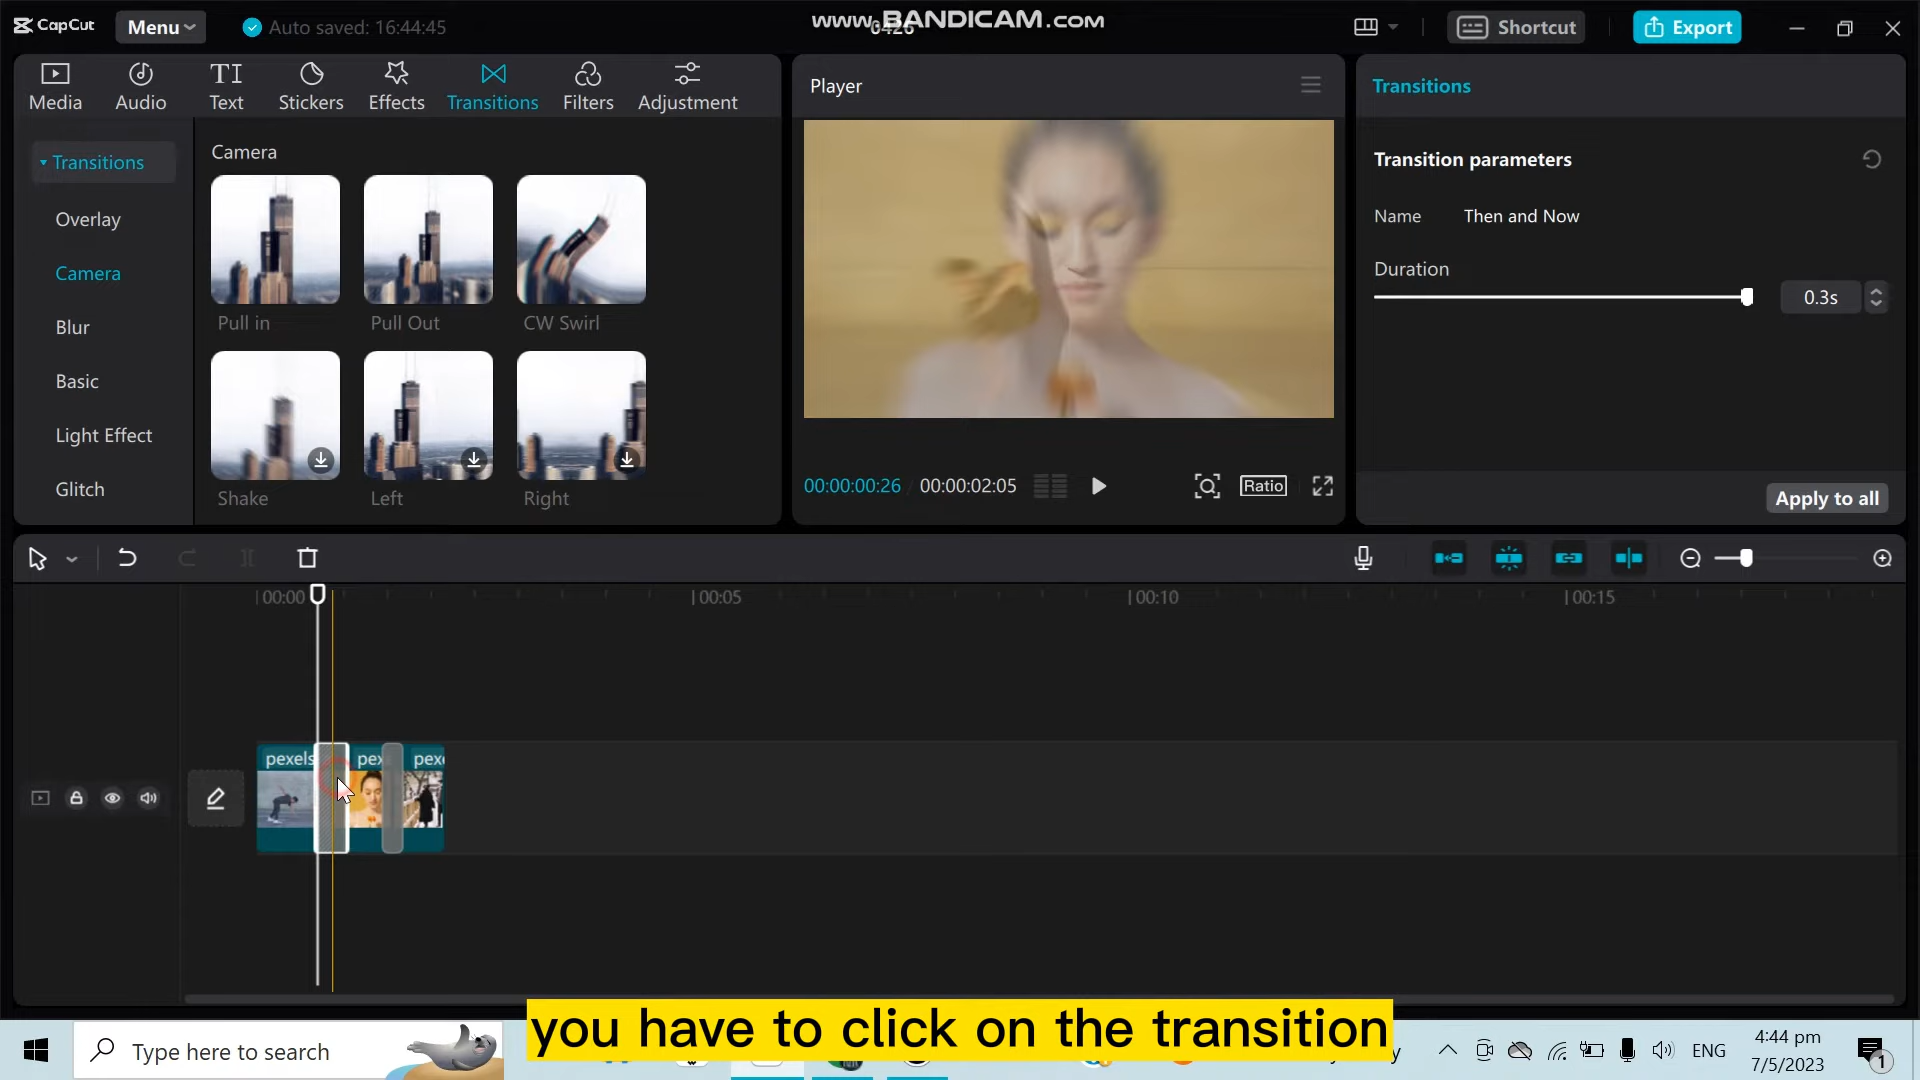 CapCut
Menu
Auto saved: 16:44:45
www.BANDICAM.COM
0426
Shortcut
Export
Media
Audio
Text
Stickers
Effects
Transitions
Filters
Adjustment
Player
Transitions
Transitions
Overlay
Camera
Blur
Basic
Light Effect
Glitch
Camera
Pull in
Pull Out
CW Swirl
Shake
Left
Right
Transition parameters
Name Then and Now
Duration
0.3s
00:00:00:26 00:00:02:05
Ratio
Apply to all
00:00
00:05
00:10
00:15
pexels
pex
pexe
you have to click on the transition
Type here to search
ENG
4:44 pm
7/5/2023
1